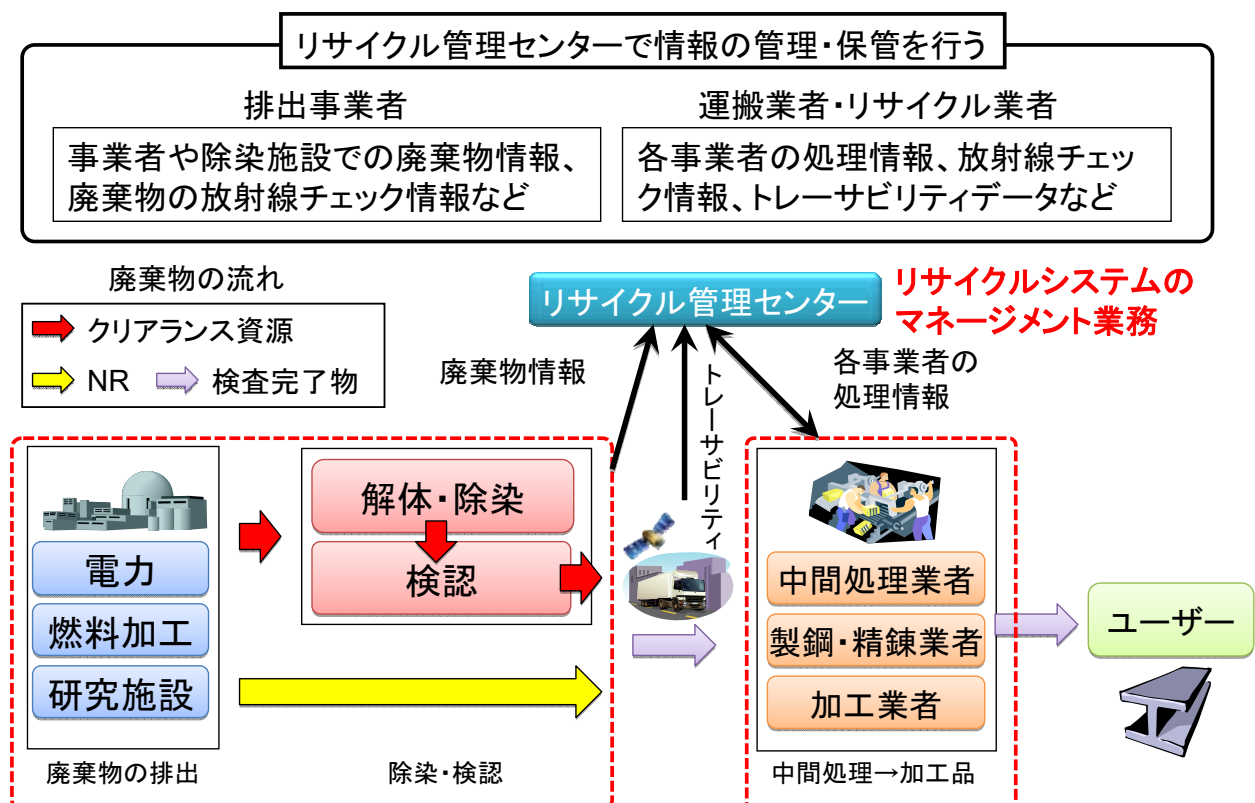 リサイクル管理センターで情報の管理・保管を行う
排出事業者
事業者や除染施設での廃棄物情報、
廃棄物の放射線チェック情報など
運搬業者・リサイクル業者
各事業者の処理情報、放射線チェッ
ク情報、トレーサビリティデータなど
廃棄物の流れ
クリアランス資源
NR
検査完了物
リサイクル管理センター
リサイクルシステムの
マネージメント業務
廃棄物情報
トレーサビリティ
各事業者の
処理情報
電力
燃料加工
研究施設
廃棄物の排出
解体・除染
検認
除染・検認
中間処理業者
製鋼・精錬業者
加工業者
中間処理→加工品
ユーザー